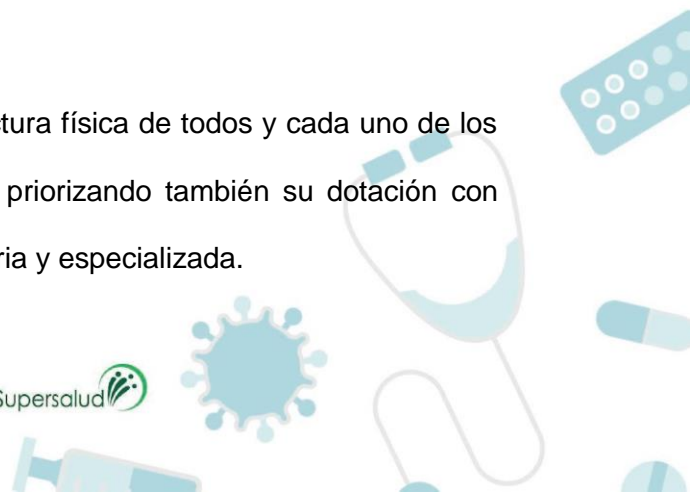 tura física de todos y cada uno de los
priorizando también su dotación con
ria y especializada.
Supersalud